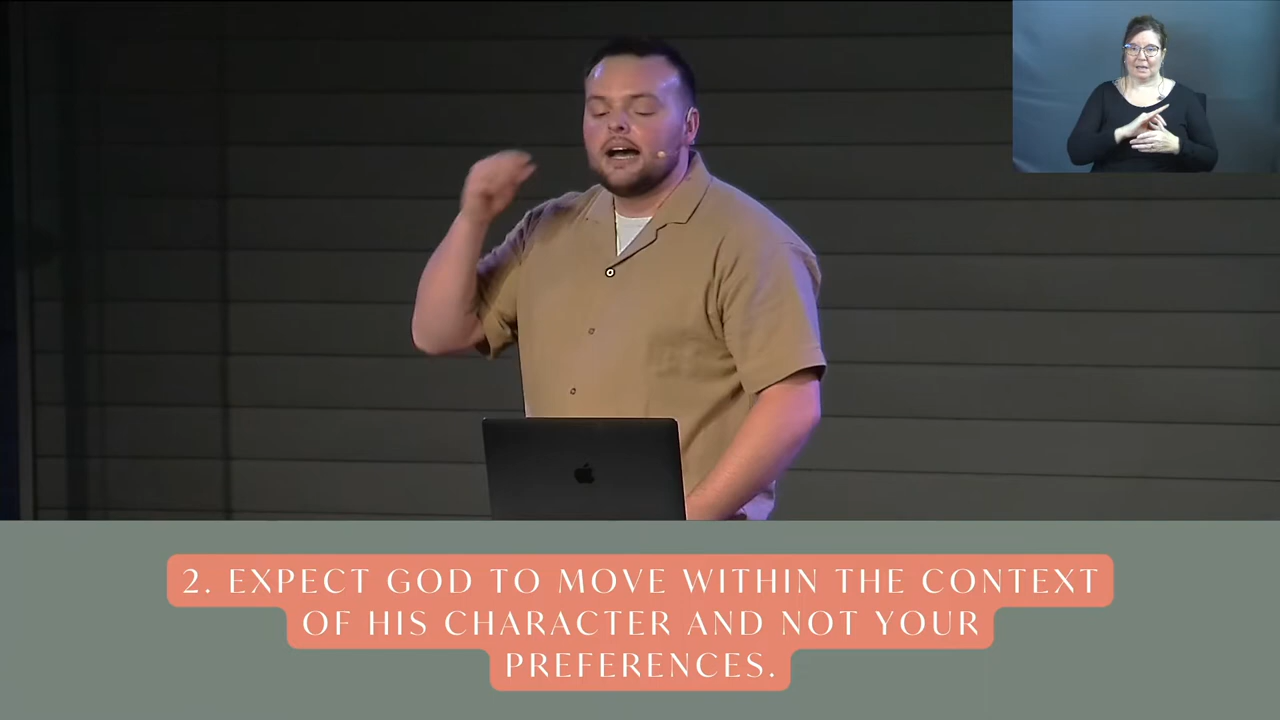 2. EXPECT GOD TO MOVE WITHIN THE CONTEXT
OF HIS CHARACTER AND NOT YOUR
PREFERENCES.